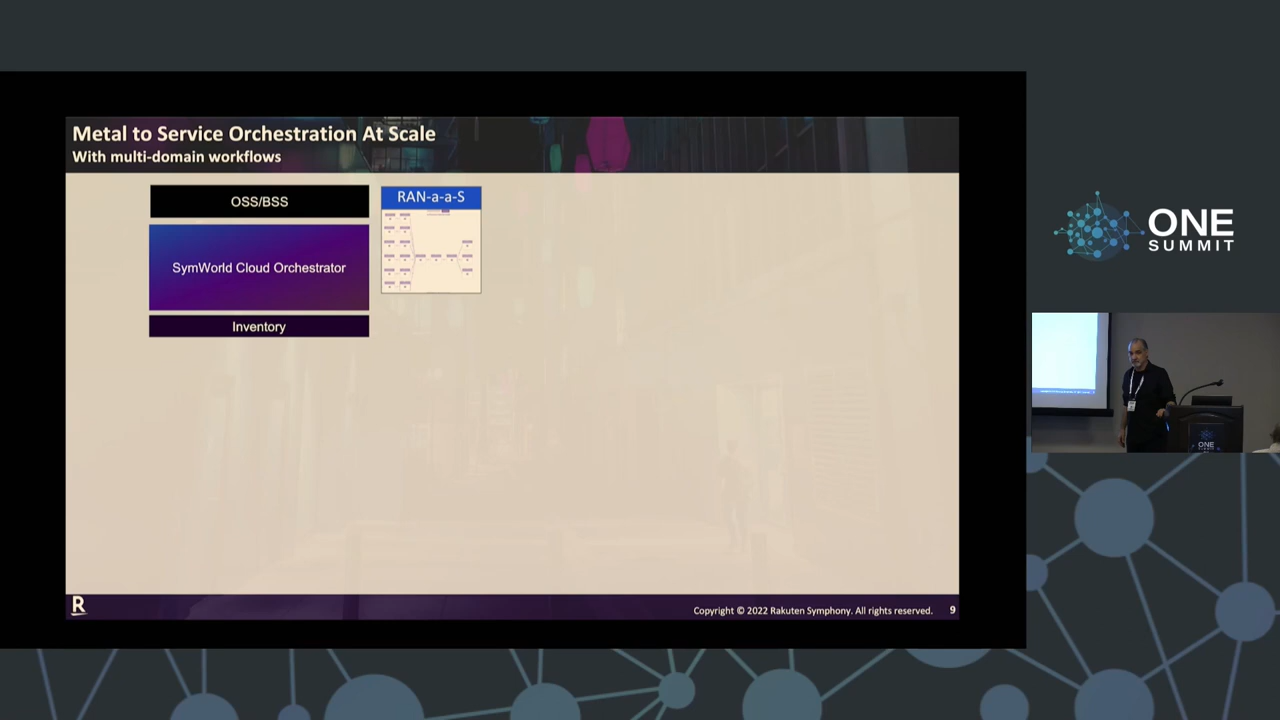 Metal to Service Orchestration At Scale
With multi-domain workflows
OSS/BSS
RAN-a-a-S
SymWorld Cloud Orchestrator
Inventory
R
Copyright © 2022 Rakuten Symphony. All rights reserved. 9
ONE
SUMMIT
ONE